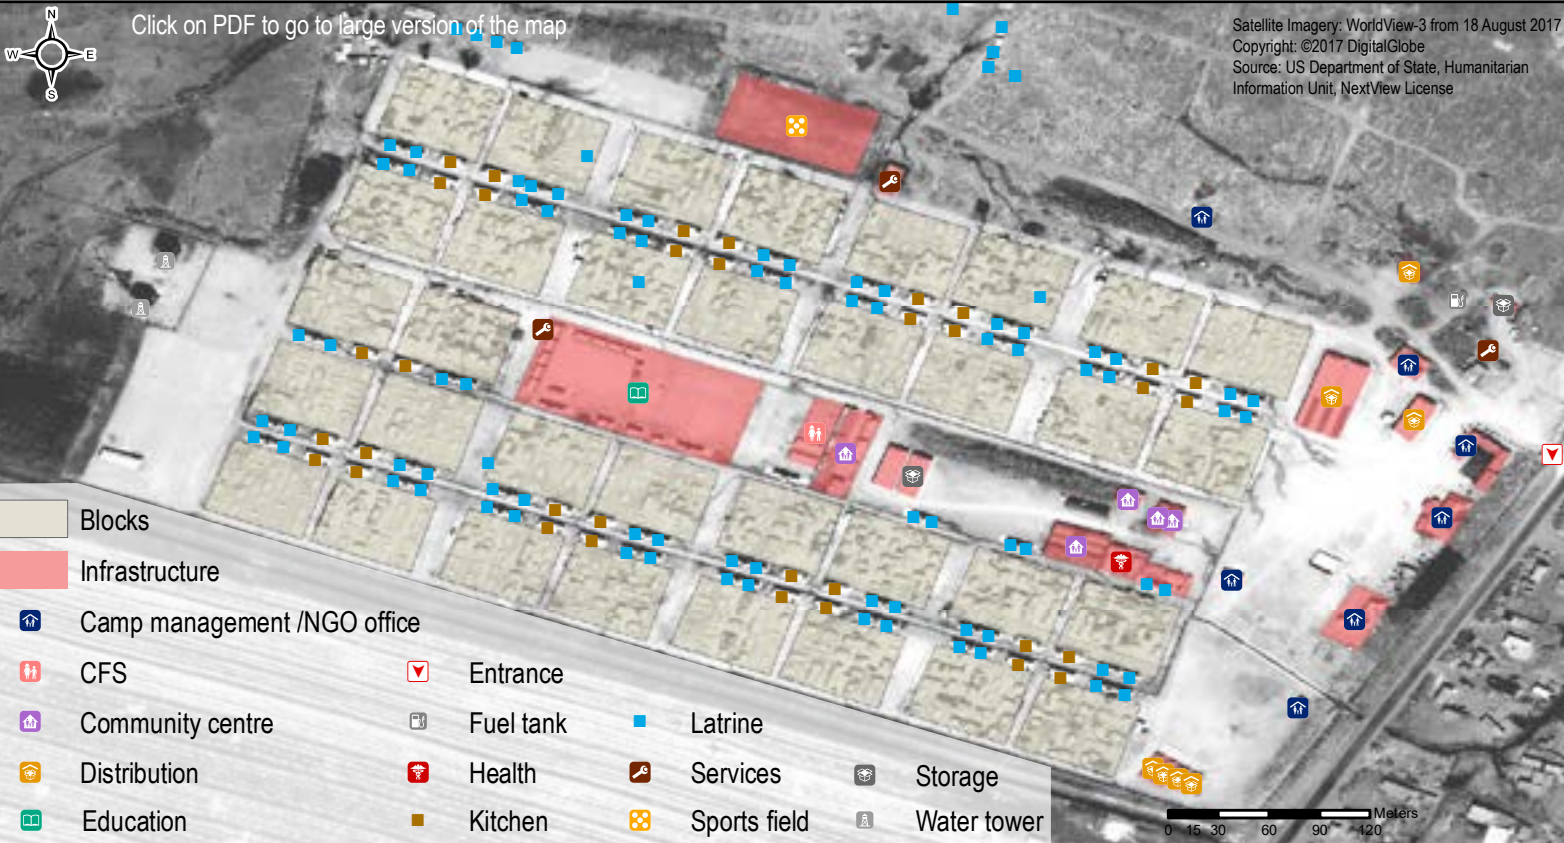 N
W E
S
Click on PDF to go to large version of the map
Satellite Imagery: WorldView-3 from 18 August 2017
Copyright: ©2017 DigitalGlobe
Source: US Department of State, Humanitarian
Information Unit, NextView License
Blocks
Infrastructure
Camp management /NGO office
CFS
Entrance
Community centre
Fuel tank
Latrine
Distribution
Health
Services
Storage
Education
Kitchen
Sports field
Water tower
Meters
0 15 30 60 90 120